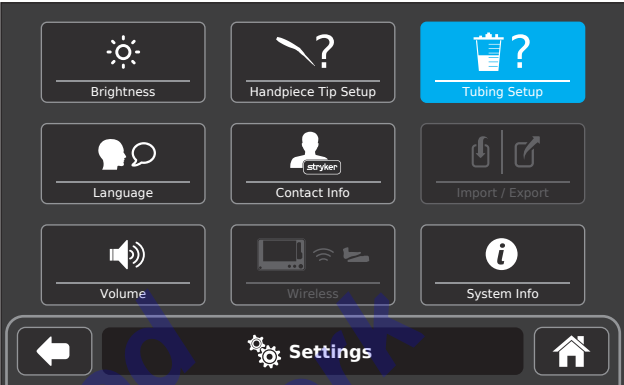 ?
?
Brightness
Handpiece Tip Setup
Tubing Setup
stryker
Language
Contact Info
Import / Export
i
Volume
Wireless
System Info
Settings